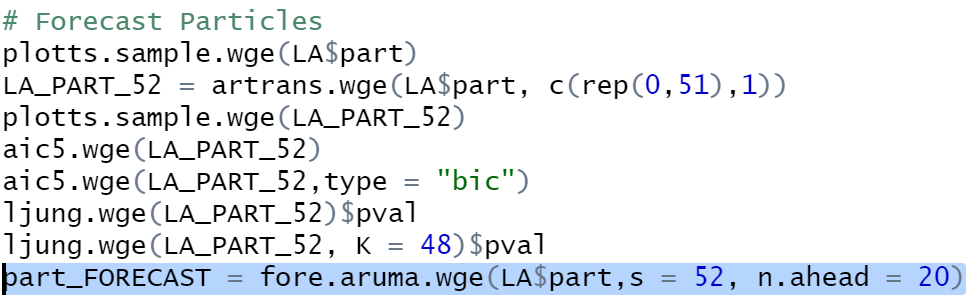 # Forecast Particles
plotts.sample.wge(LA$part)
LA_PART_52 = artrans.wge(LA$part, c(rep(0,51),1))
plotts.sample.wge(LA_PART_52)
aic5.wge(LA_PART_52)
aic5.wge(LA_PART_52,type = "bic")
ljung.wge(LA_PART_52)$pval
ljung.wge(LA_PART_52, K = 48)$pval
part_FORECAST = fore.aruma.wge(LA$part,s = 52, n.ahead = 20)